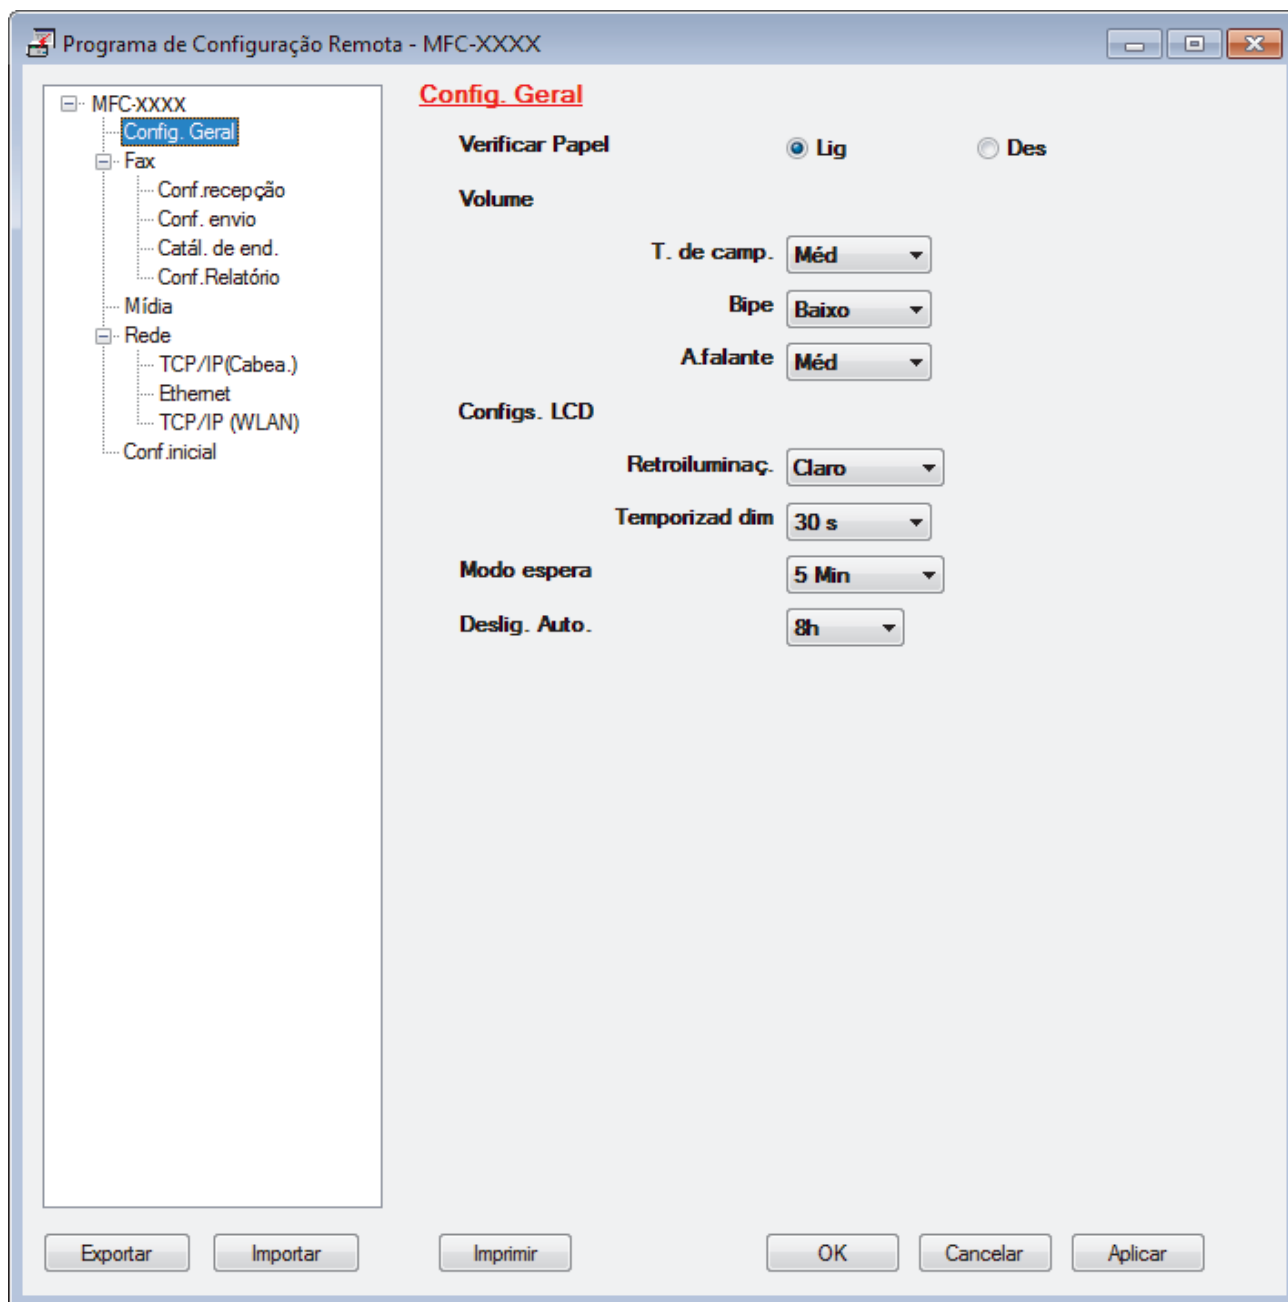 Programa de Configuração Remota - MFC-XXXX
MFC-XXXX
Config. Geral
Fax
Conf.recepção
Conf. envio
Catál. de end.
Conf.Relatório
Mídia
Rede
TCP/IP(Cabea.)
Ethernet
TCP/IP (WLAN)
Conf.inicial
Config. Geral
Verificar Papel Lig Des
Volume
T. de camp. Méd
Bipe Baixo
A.falante Méd
Configs. LCD
Retroiluminaç. Claro
Temporizad dim 30 s
Modo espera 5 Min
Deslig. Auto. 8h
Exportar Importar Imprimir OK Cancelar Aplicar